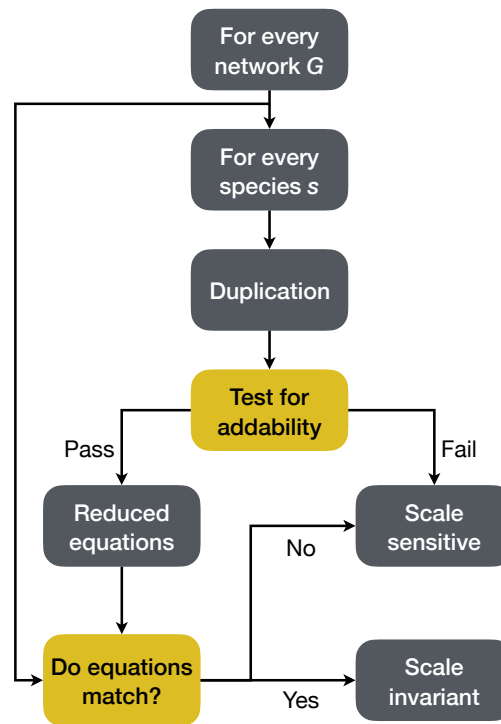 For every
network G
For every
species s
Duplication
Test for
addability
Pass
Fail
Reduced
equations
Scale
sensitive
No
Do equations
match?
Yes
Scale
invariant